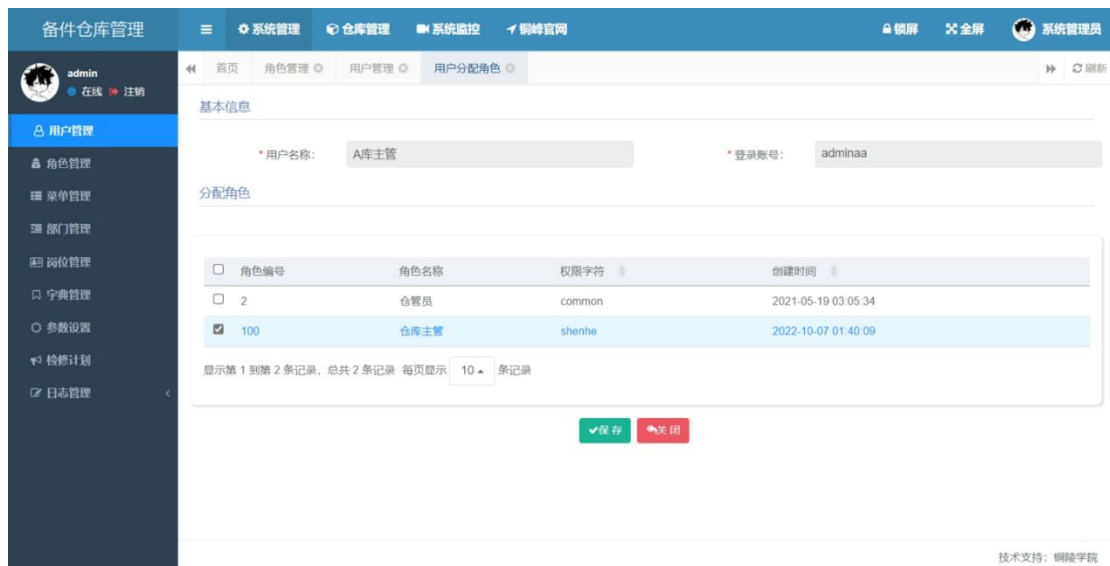 备件仓库管理 系统管理 仓库管理 系统监控 铜峰官网 锁屏 全屏 系统管理员
admin
在线 注销
首页 角色管理 用户管理 用户分配角色 刷新
用户管理
角色管理
菜单管理
部门管理
岗位管理
字典管理
参数设置
检修计划
日志管理
基本信息
* 用户名称： A库主管 * 登录账号： adminaa
分配角色
角色编号 角色名称 权限字符 创建时间
2 仓管员 common 2021-05-19 03:05:34
100 仓库主管 shenhe 2022-10-07 01:40:09
显示第 1 到第 2 条记录，总共 2 条记录 每页显示 10 条记录
保存 关闭
技术支持：铜陵学院